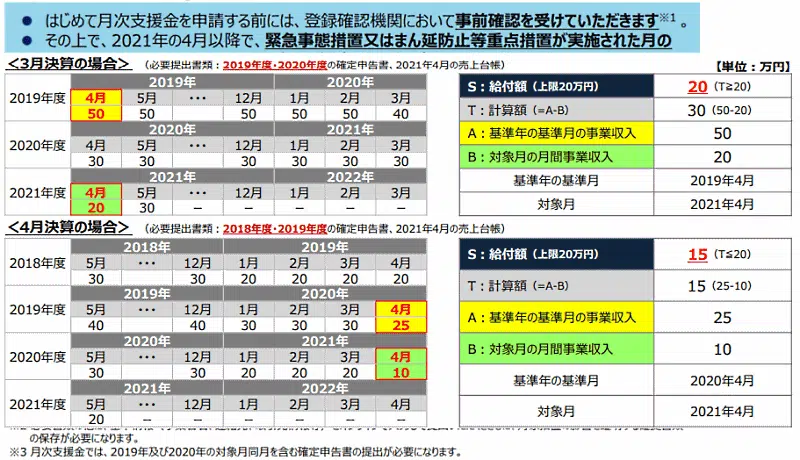 ● はじめて月次支援金を申請する前には、登録確認機関において事前確認を受けていただきます※1。
● その上で、2021年の4月以降で、緊急事態措置又はまん延防止等重点措置が実施された月の
＜3月決算の場合＞ （必要提出書類：2019年度・2020年度の確定申告書、2021年4月の売上台帳） 【単位：万円】
2019年 2020年
2019年度 4月 5月 ・・・ 12月 1月 2月 3月
50 50 50 50 50 40
2020年 2021年
2020年度 4月 5月 ・・・ 12月 1月 2月 3月
30 30 30 30 30 30
2021年 2022年
2021年度 4月 5月 ・・・ 12月 1月 2月 3月
20 30 － － － －
S：給付額（上限20万円） 20 （T≧20）
T：計算額（=A-B） 30 （50-20）
A：基準年の基準月の事業収入 50
B：対象月の月間事業収入 20
基準年の基準月 2019年4月
対象月 2021年4月
＜4月決算の場合＞ （必要提出書類：2018年度・2019年度の確定申告書、2021年4月の売上台帳）
2018年 2019年
2018年度 5月 ・・・ 12月 1月 2月 3月 4月
30 30 20 20 20 20
2019年 2020年
2019年度 5月 ・・・ 12月 1月 2月 3月 4月
40 40 30 30 30 25
2020年 2021年
2020年度 5月 ・・・ 12月 1月 2月 3月 4月
30 30 20 20 20 10
2021年 2022年
2021年度 5月 ・・・ 12月 1月 2月 3月 4月
20 － － － － －
S：給付額（上限20万円） 15 （T≦20）
T：計算額（=A-B） 15 （25-10）
A：基準年の基準月の事業収入 25
B：対象月の月間事業収入 10
基準年の基準月 2020年4月
対象月 2021年4月
の保存が必要になります。
※3 月次支援金では、2019年及び2020年の対象月同月を含む確定申告書の提出が必要になります。